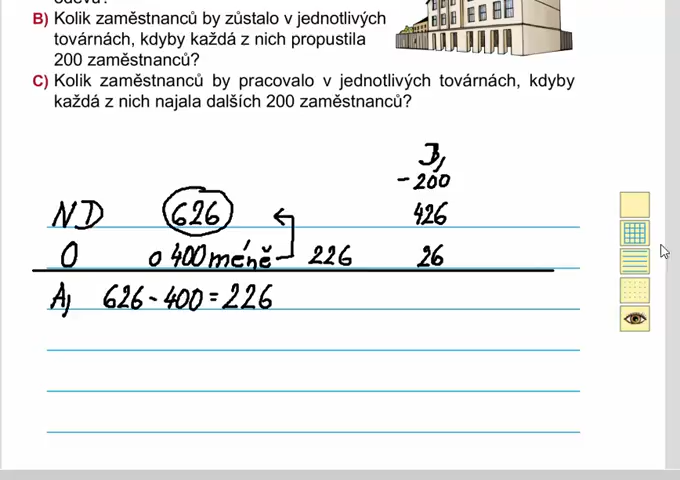 B) Kolik zaměstnanců by zůstalo v jednotlivých
továrnách, kdyby každá z nich propustila
200 zaměstnanců?
C) Kolik zaměstnanců by pracovalo v jednotlivých továrnách, kdyby
každá z nich najala dalších 200 zaměstnanců?
B,
-200
ND 626 426
O o 400 méně 226 26
A, 626 - 400 = 226